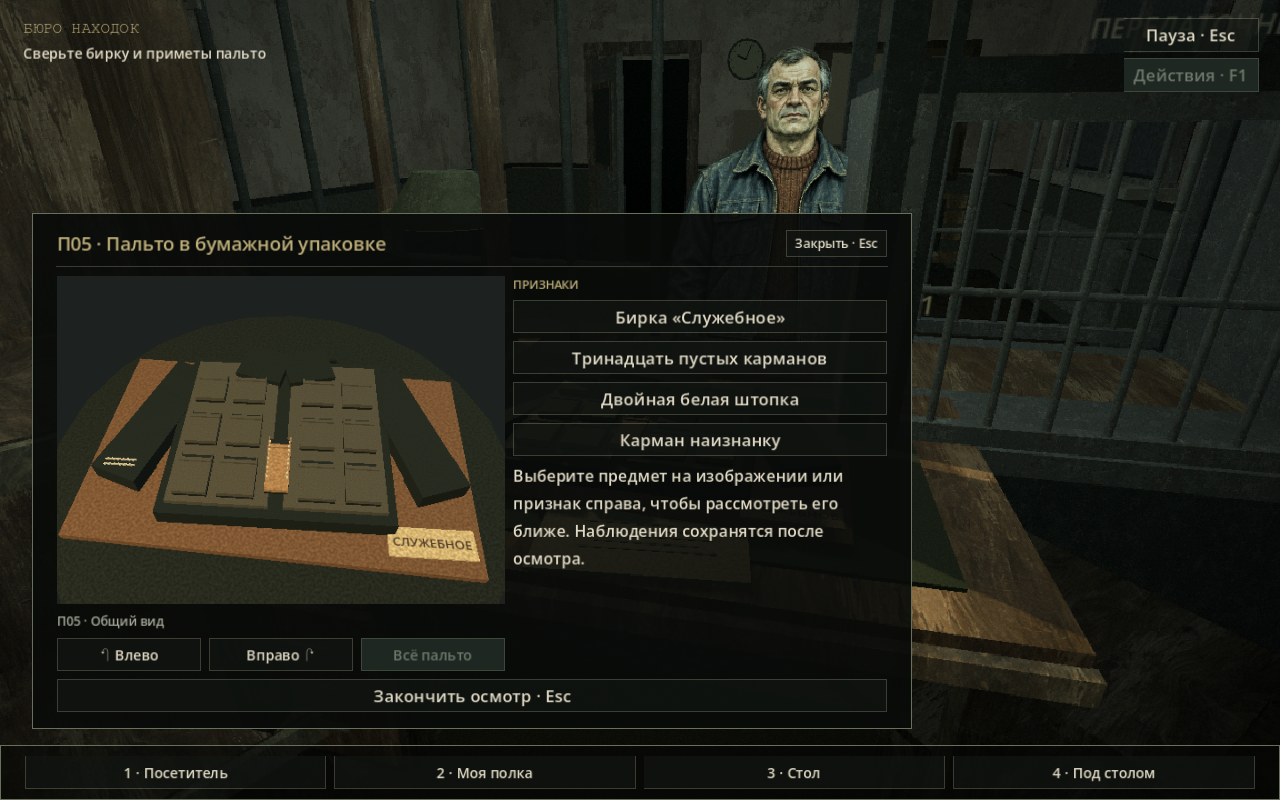 БЮРО НАХОДОК
Сверьте бирку и приметы пальто
Пауза · Esc
Действия · F1
П05 · Пальто в бумажной упаковке
Закрыть · Esc
ПРИЗНАКИ
Бирка «Служебное»
Тринадцать пустых карманов
Двойная белая штопка
Карман наизнанку
Выберите предмет на изображении или
признак справа, чтобы рассмотреть его
ближе. Наблюдения сохранятся после
осмотра.
СЛУЖЕБНОЕ
П05 · Общий вид
Влево
Вправо
Всё пальто
Закончить осмотр · Esc
1 · Посетитель
2 · Моя полка
3 · Стол
4 · Под столом